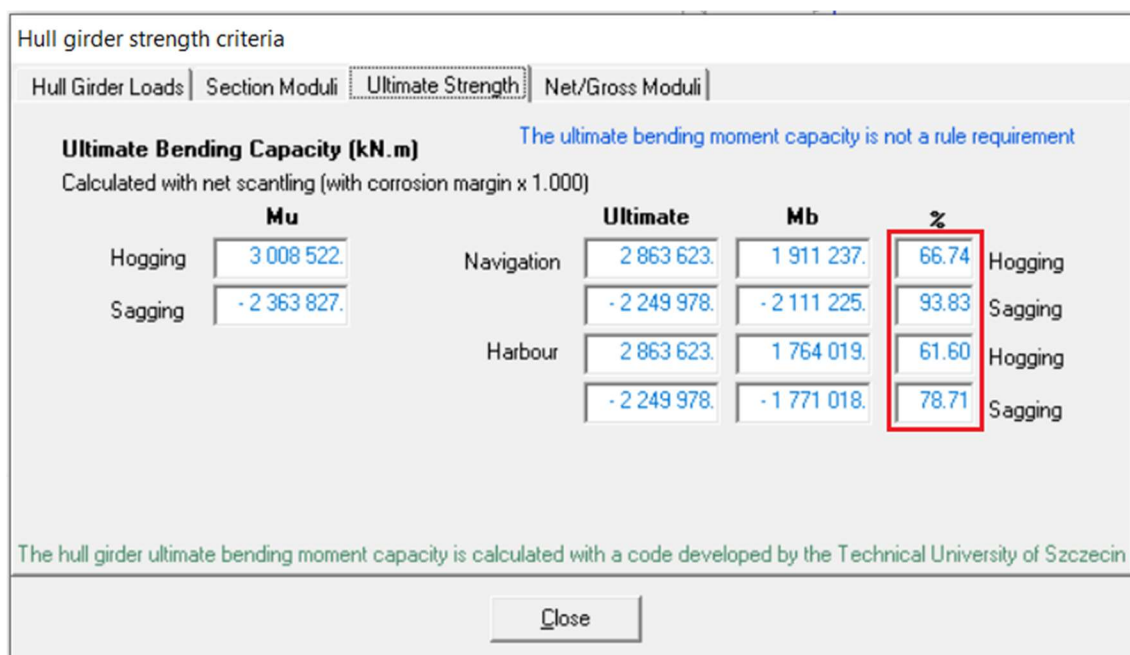 Hull girder strength criteria
Hull Girder Loads Section Moduli Ultimate Strength Net/Gross Moduli
The ultimate bending moment capacity is not a rule requirement
Ultimate Bending Capacity (kN.m)
Calculated with net scantling (with corrosion margin x 1.000)
Mu Ultimate Mb %
Hogging 3 008 522. Navigation 2 863 623. 1 911 237. 66.74 Hogging
Sagging - 2 363 827. - 2 249 978. - 2 111 225. 93.83 Sagging
Harbour 2 863 623. 1 764 019. 61.60 Hogging
- 2 249 978. - 1 771 018. 78.71 Sagging
The hull girder ultimate bending moment capacity is calculated with a code developed by the Technical University of Szczecin
Close